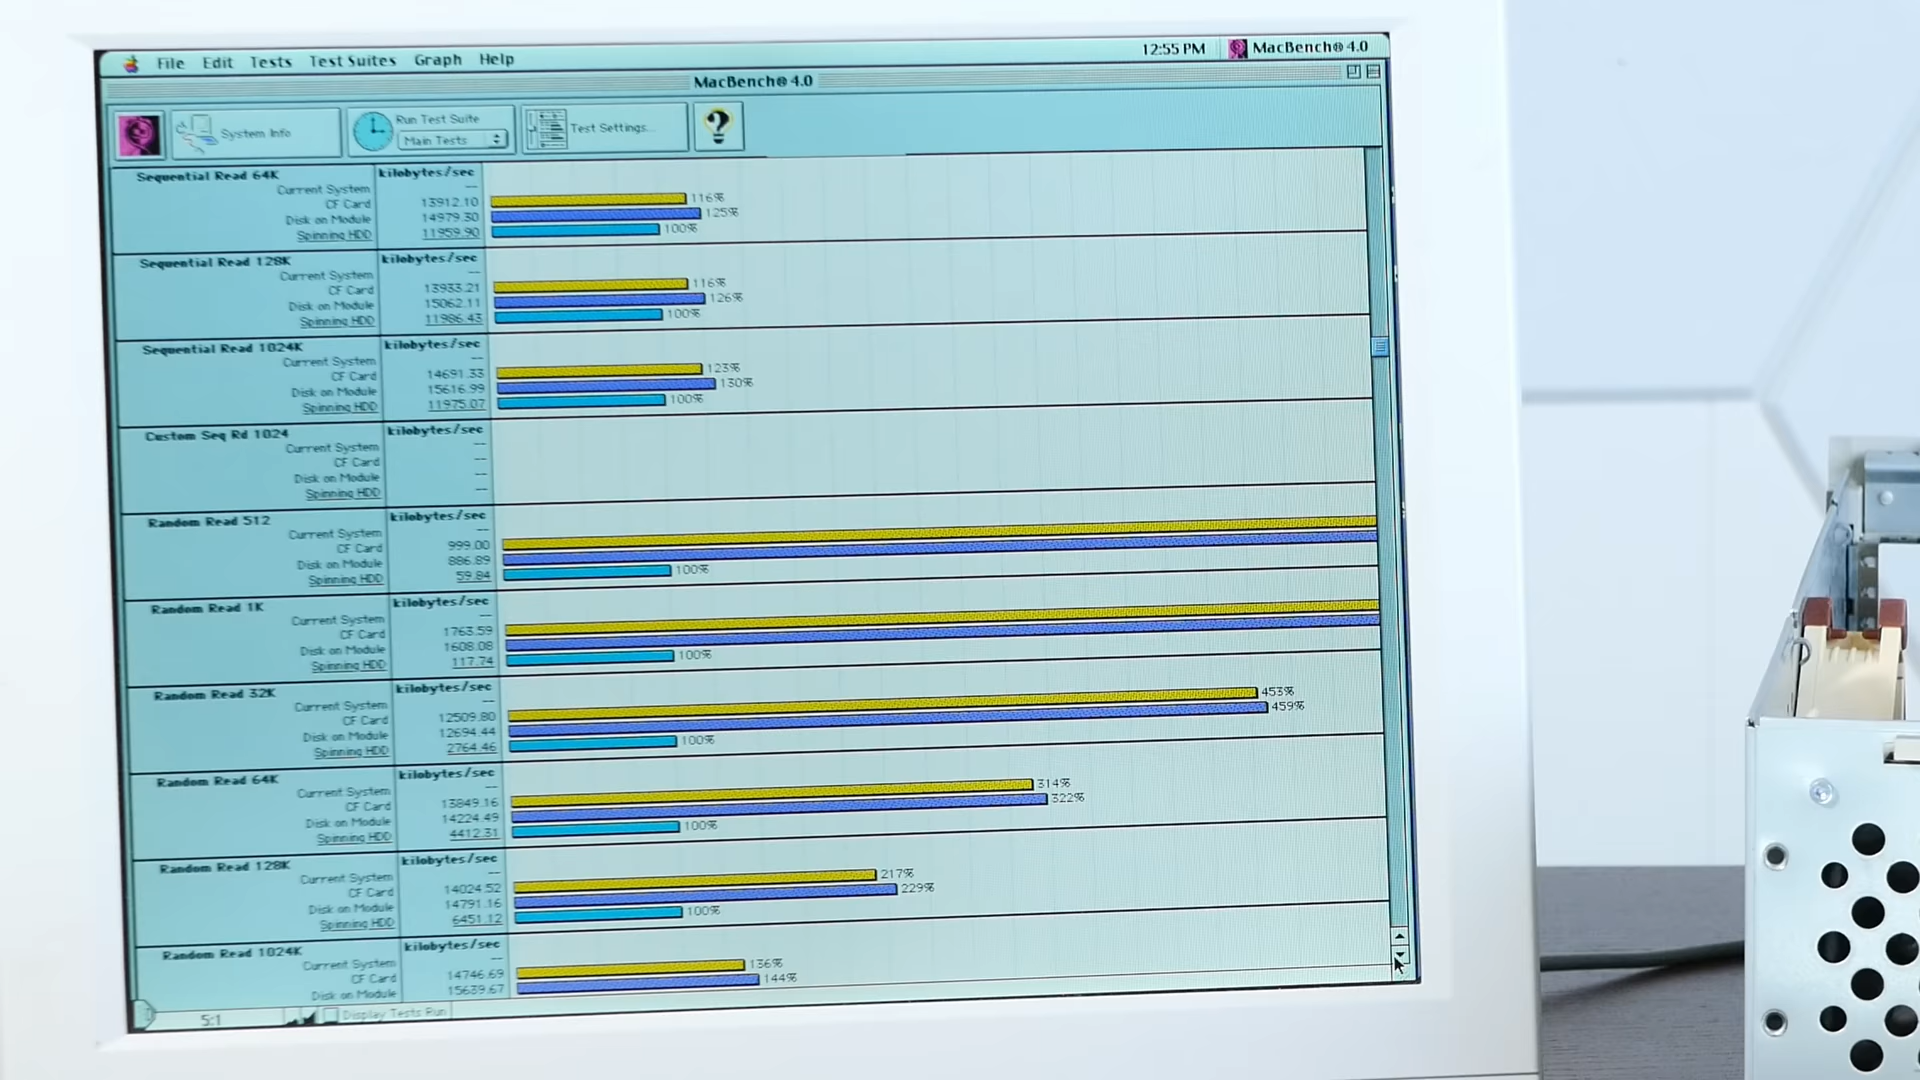 File Edit Tests Test Suites Graph Help 12:55 PM MacBench® 4.0
MacBench® 4.0
System Info Run Test Suite Main Tests Test Settings... ?
Sequential Read 64K kilobytes/sec
Current System --
CF Card 13912.10 116%
Disk on Module 14979.30 125%
Spinning HDD 11959.90 100%
Sequential Read 128K kilobytes/sec
Current System --
CF Card 13933.21 116%
Disk on Module 15062.11 126%
Spinning HDD 11986.43 100%
Sequential Read 1024K kilobytes/sec
Current System --
CF Card 14691.33 123%
Disk on Module 15616.99 130%
Spinning HDD 11975.07 100%
Custom Seq Rd 1024 kilobytes/sec
Current System --
CF Card --
Disk on Module --
Spinning HDD --
Random Read 512 kilobytes/sec
Current System --
CF Card 999.00
Disk on Module 886.89
Spinning HDD 59.84 100%
Random Read 1K kilobytes/sec
Current System --
CF Card 1763.59
Disk on Module 1608.08
Spinning HDD 117.74 100%
Random Read 32K kilobytes/sec
Current System --
CF Card 12509.80 453%
Disk on Module 12694.44 459%
Spinning HDD 2764.46 100%
Random Read 64K kilobytes/sec
Current System --
CF Card 13849.16 314%
Disk on Module 14224.49 322%
Spinning HDD 4412.31 100%
Random Read 128K kilobytes/sec
Current System --
CF Card 14024.52 217%
Disk on Module 14791.16 229%
Spinning HDD 6451.12 100%
Random Read 1024K kilobytes/sec
Current System --
CF Card 14746.69 136%
Disk on Module 15639.67 144%
5:1 Display Tests Run